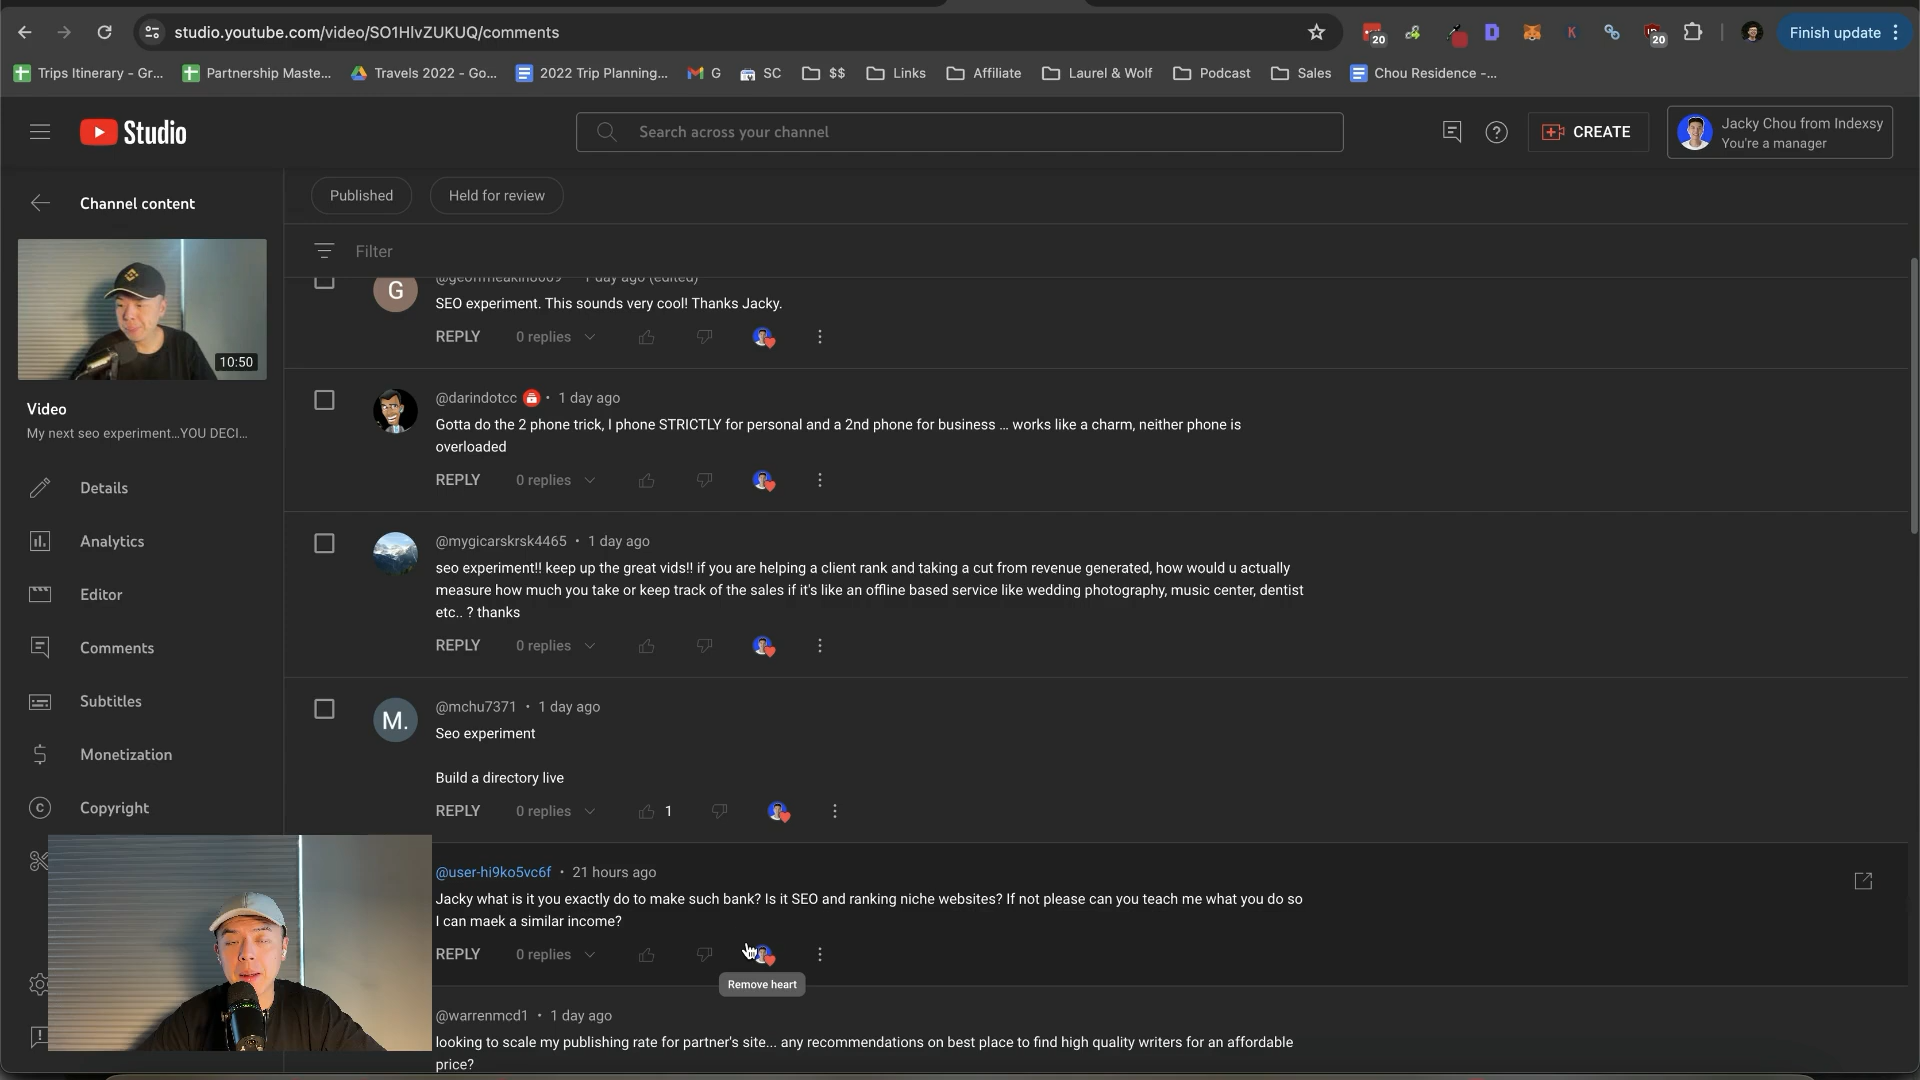 studio.youtube.com/video/SO1HIvZUKUQ/comments
20
20
Finish update
Trips Itinerary - Gr...
Partnership Maste...
Travels 2022 - Go...
2022 Trip Planning...
G
SC
$$
Links
Affiliate
Laurel & Wolf
Podcast
Sales
Chou Residence -...
Studio
Search across your channel
CREATE
Jacky Chou from Indexsy
You're a manager
Channel content
10:50
Video
My next seo experiment...YOU DECI...
Details
Analytics
Editor
Comments
Subtitles
Monetization
Copyright
Published
Held for review
Filter
G
1 day ago (edited)
SEO experiment. This sounds very cool! Thanks Jacky.
REPLY 0 replies
@darindotcc • 1 day ago
Gotta do the 2 phone trick, I phone STRICTLY for personal and a 2nd phone for business ... works like a charm, neither phone is
overloaded
REPLY 0 replies
@mygicarskrsk4465 • 1 day ago
seo experiment!! keep up the great vids!! if you are helping a client rank and taking a cut from revenue generated, how would u actually
measure how much you take or keep track of the sales if it's like an offline based service like wedding photography, music center, dentist
etc.. ? thanks
REPLY 0 replies
M.
@mchu7371 • 1 day ago
Seo experiment
Build a directory live
REPLY 0 replies 1
@user-hi9ko5vc6f • 21 hours ago
Jacky what is it you exactly do to make such bank? Is it SEO and ranking niche websites? If not please can you teach me what you do so
I can maek a similar income?
REPLY 0 replies
Remove heart
@warrenmcd1 • 1 day ago
looking to scale my publishing rate for partner's site... any recommendations on best place to find high quality writers for an affordable
price?